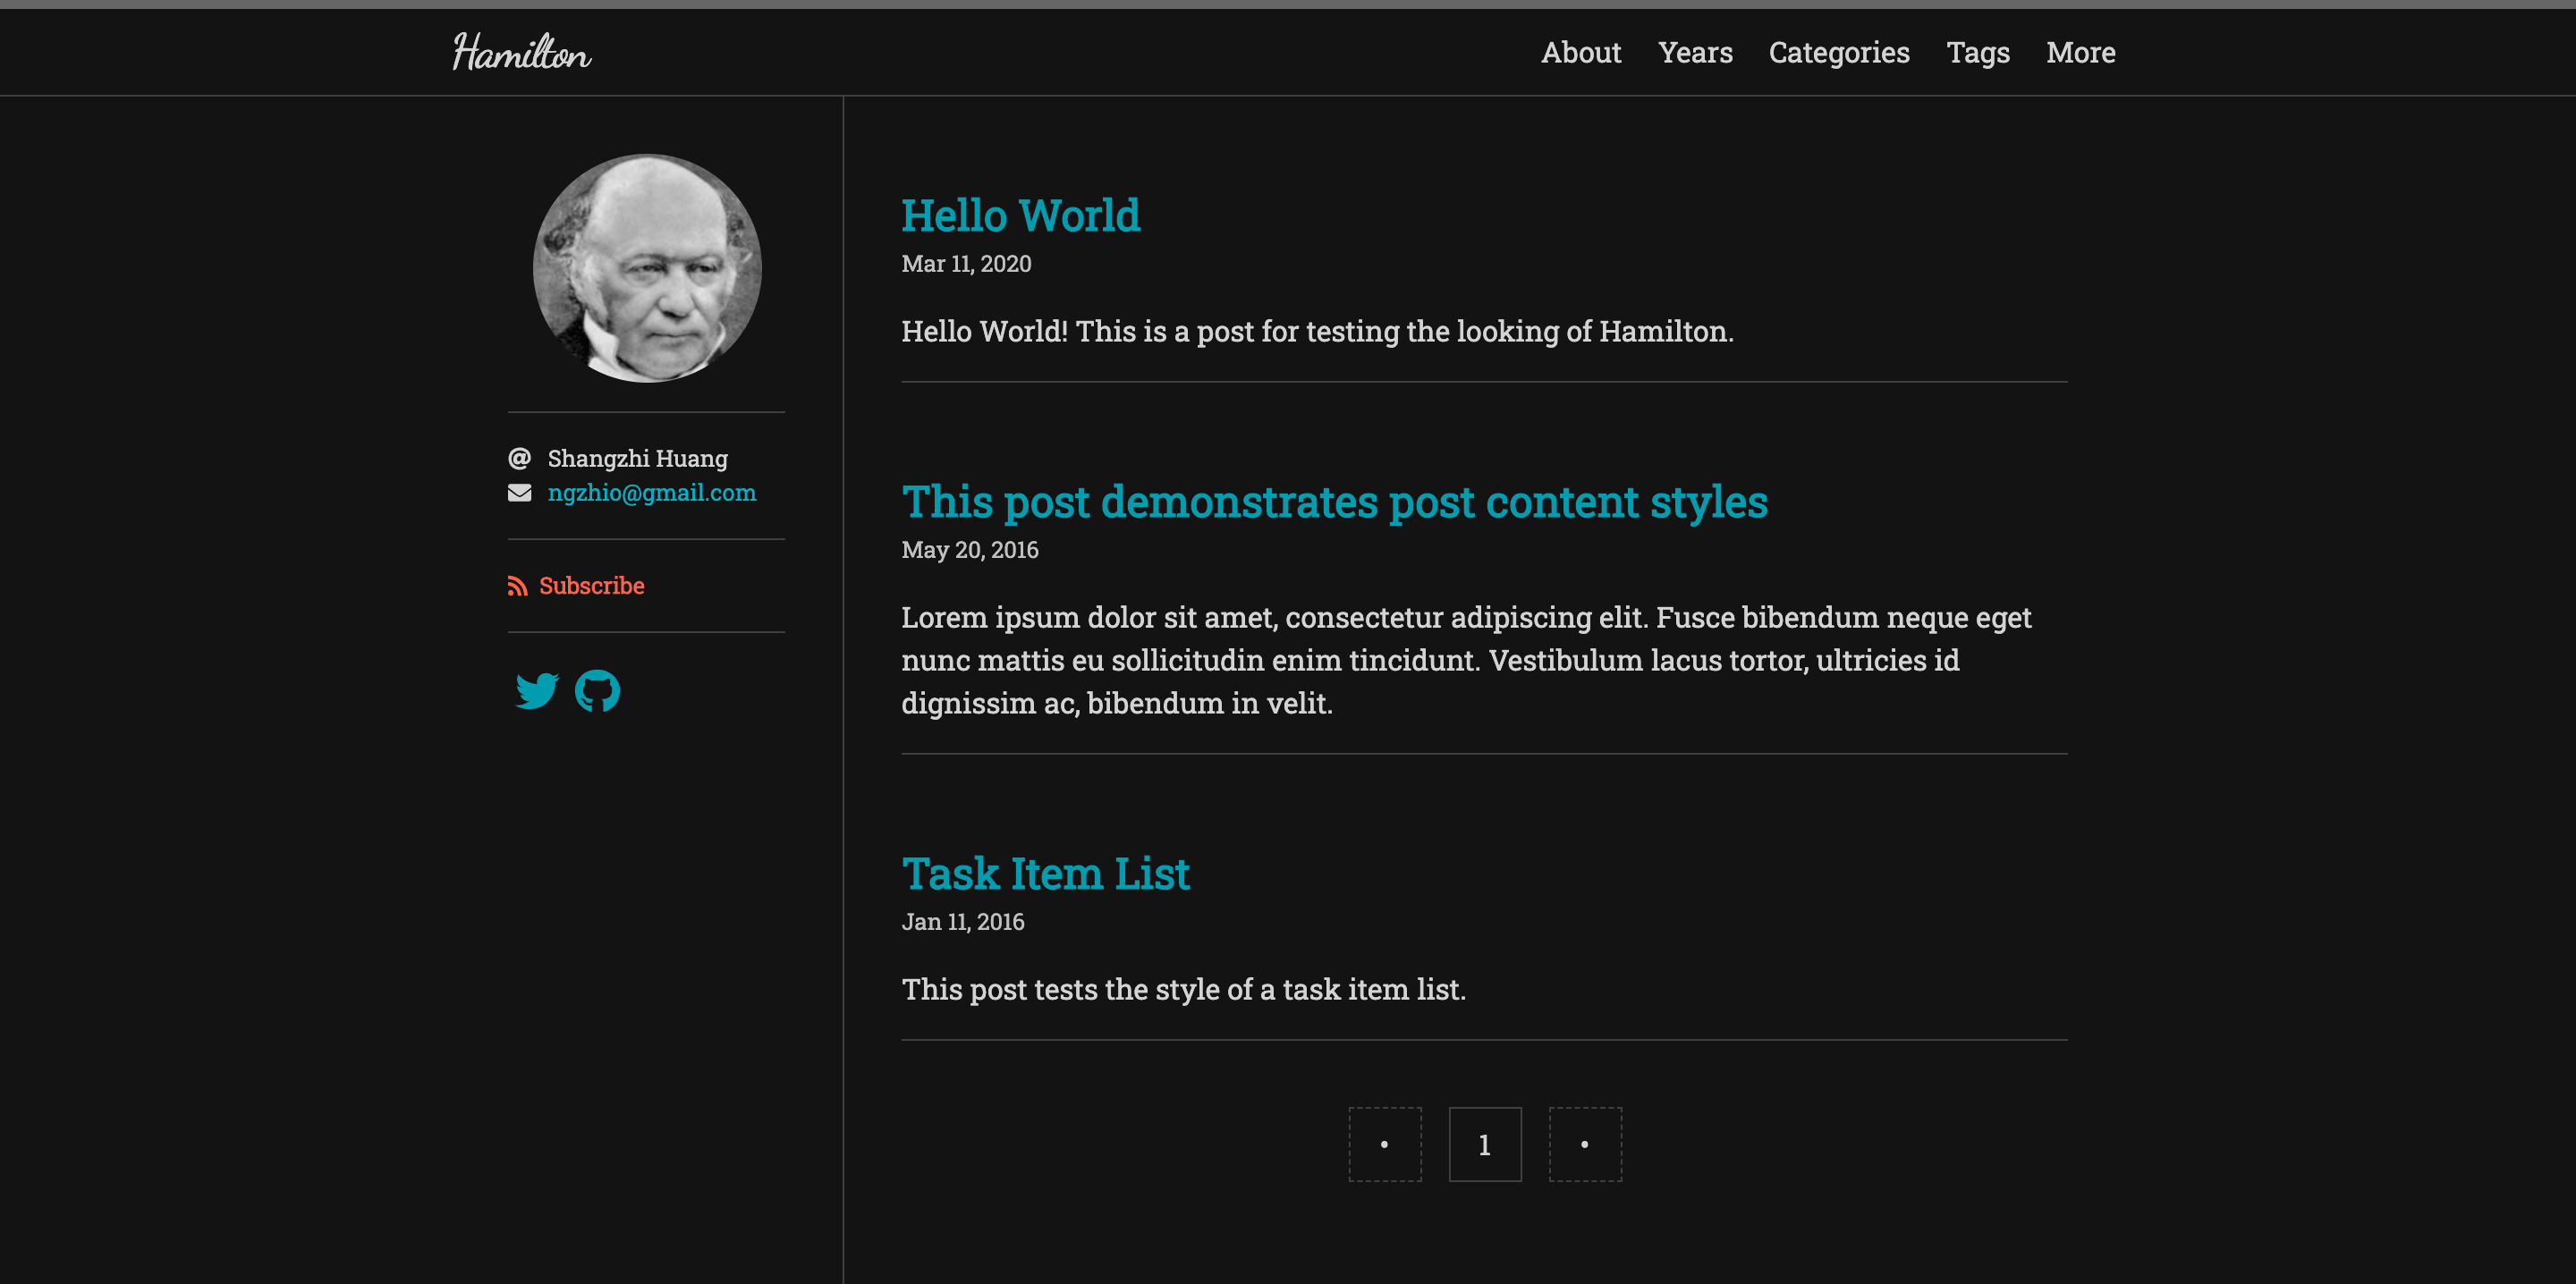 Hamilton
About Years Categories Tags More
@ Shangzhi Huang
ngzhio@gmail.com
Subscribe
Hello World
Mar 11, 2020
Hello World! This is a post for testing the looking of Hamilton.
This post demonstrates post content styles
May 20, 2016
Lorem ipsum dolor sit amet, consectetur adipiscing elit. Fusce bibendum neque eget
nunc mattis eu sollicitudin enim tincidunt. Vestibulum lacus tortor, ultricies id
dignissim ac, bibendum in velit.
Task Item List
Jan 11, 2016
This post tests the style of a task item list.
• 1 •